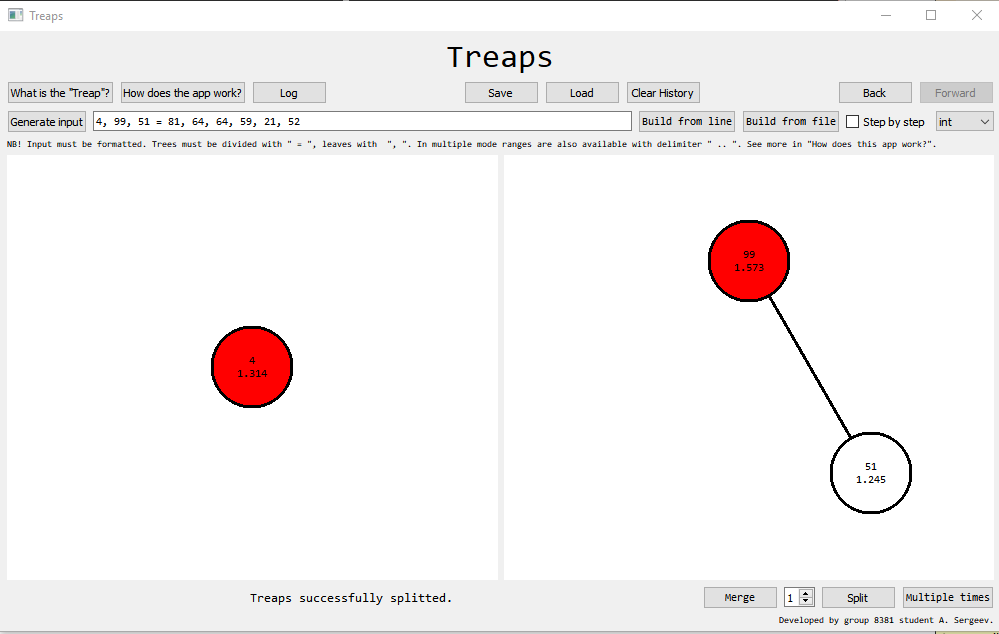 Treaps
Treaps
What is the "Treap"? How does the app work? Log Save Load Clear History Back Forward
Generate input 4, 99, 51 = 81, 64, 64, 59, 21, 52 Build from line Build from file Step by step int
NB! Input must be formatted. Trees must be divided with " = ", leaves with  ", ". In multiple mode ranges are also available with delimiter " .. ". See more in "How does this app work?".
99
1.573
4
1.314
51
1.245
Treaps successfully splitted. Merge 1 Split Multiple times
Developed by group 8381 student A. Sergeev.